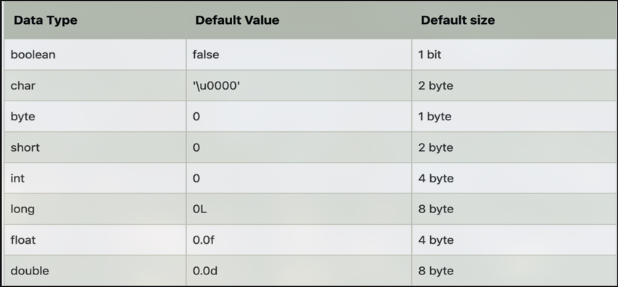 Data Type Default Value Default size
boolean false 1 bit
char '\u0000' 2 byte
byte 0 1 byte
short 0 2 byte
int 0 4 byte
long 0L 8 byte
float 0.0f 4 byte
double 0.0d 8 byte